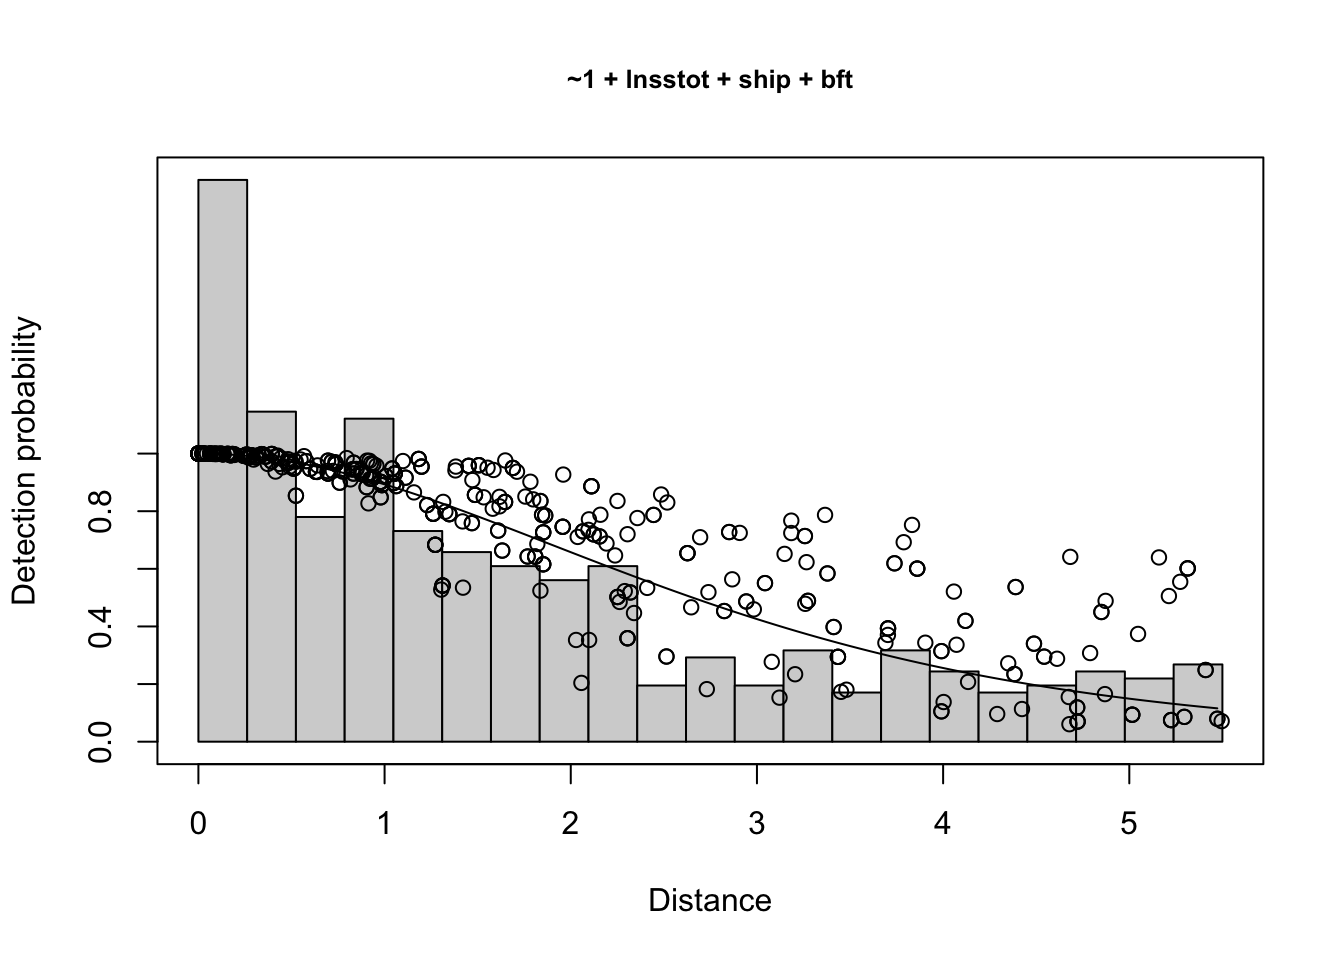 ~1 + lnsstot + ship + bft
Detection probability
0.8
0.4
0.0
0 1 2 3 4 5
Distance